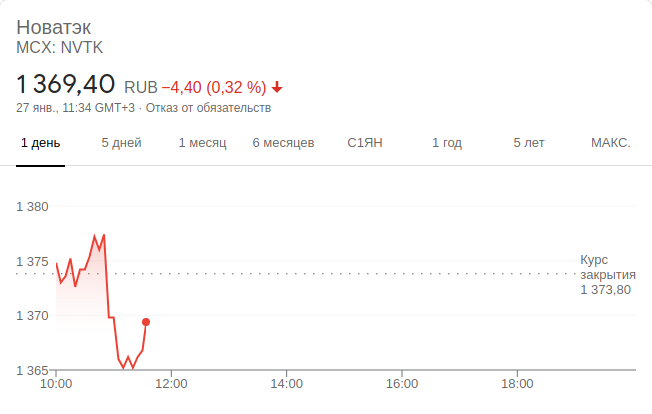 Новатэк
MCX: NVTK
1 369,40 RUB −4,40 (0,32 %)
27 янв., 11:34 GMT+3 · Отказ от обязательств
1 день 5 дней 1 месяц 6 месяцев С1ЯН 1 год 5 лет МАКС.
1 380
1 375
1 370
1 365
Курс
закрытия
1 373,80
10:00 12:00 14:00 16:00 18:00